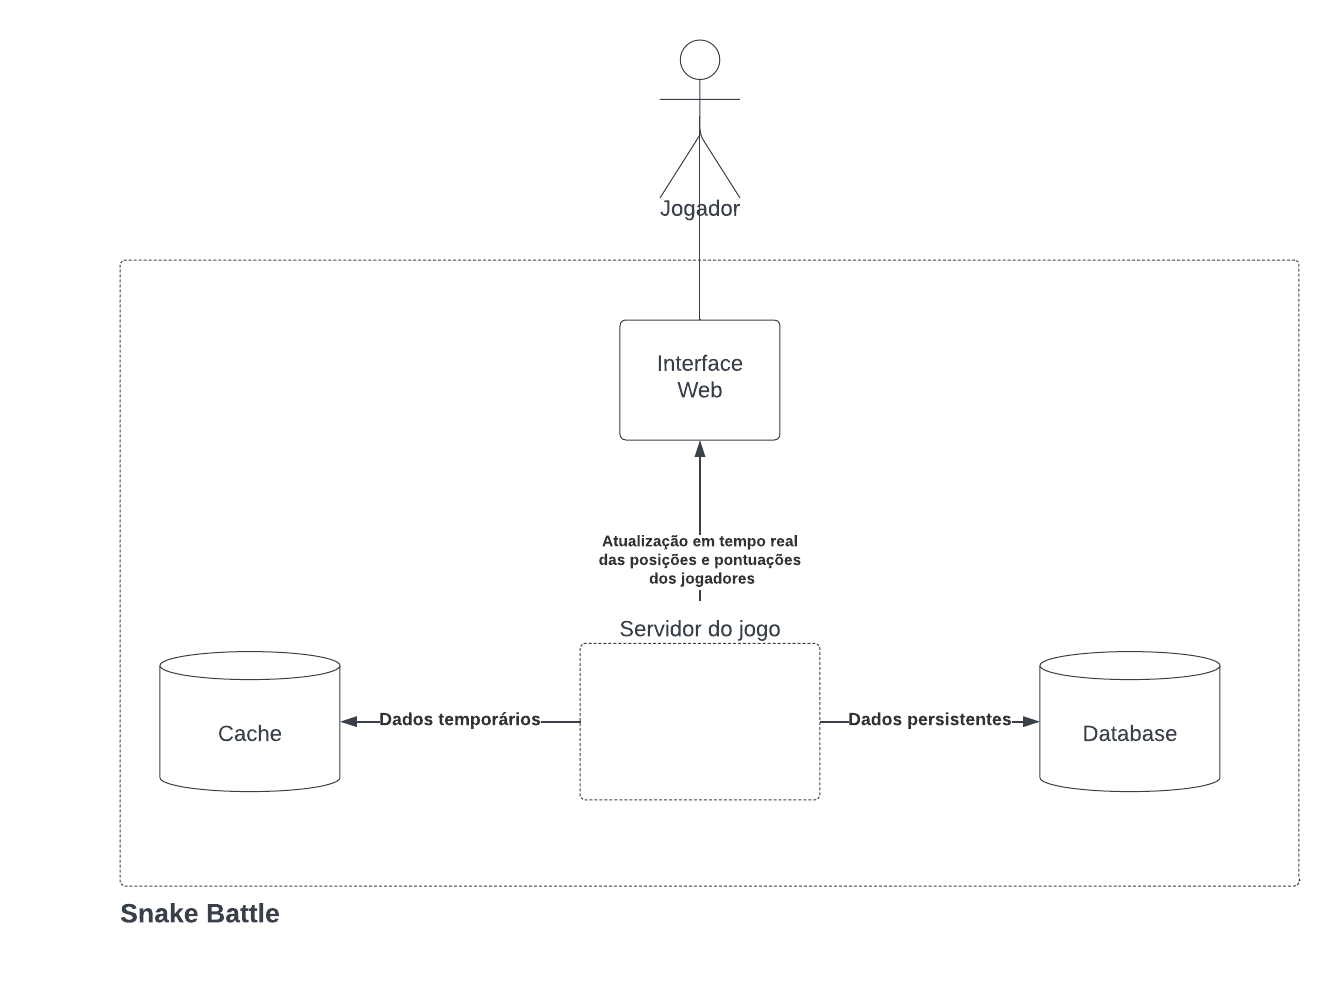 Jogador
Interface
Web
Atualização em tempo real
das posições e pontuações
dos jogadores
Servidor do jogo
Cache
Dados temporários
Dados persistentes
Database
Snake Battle